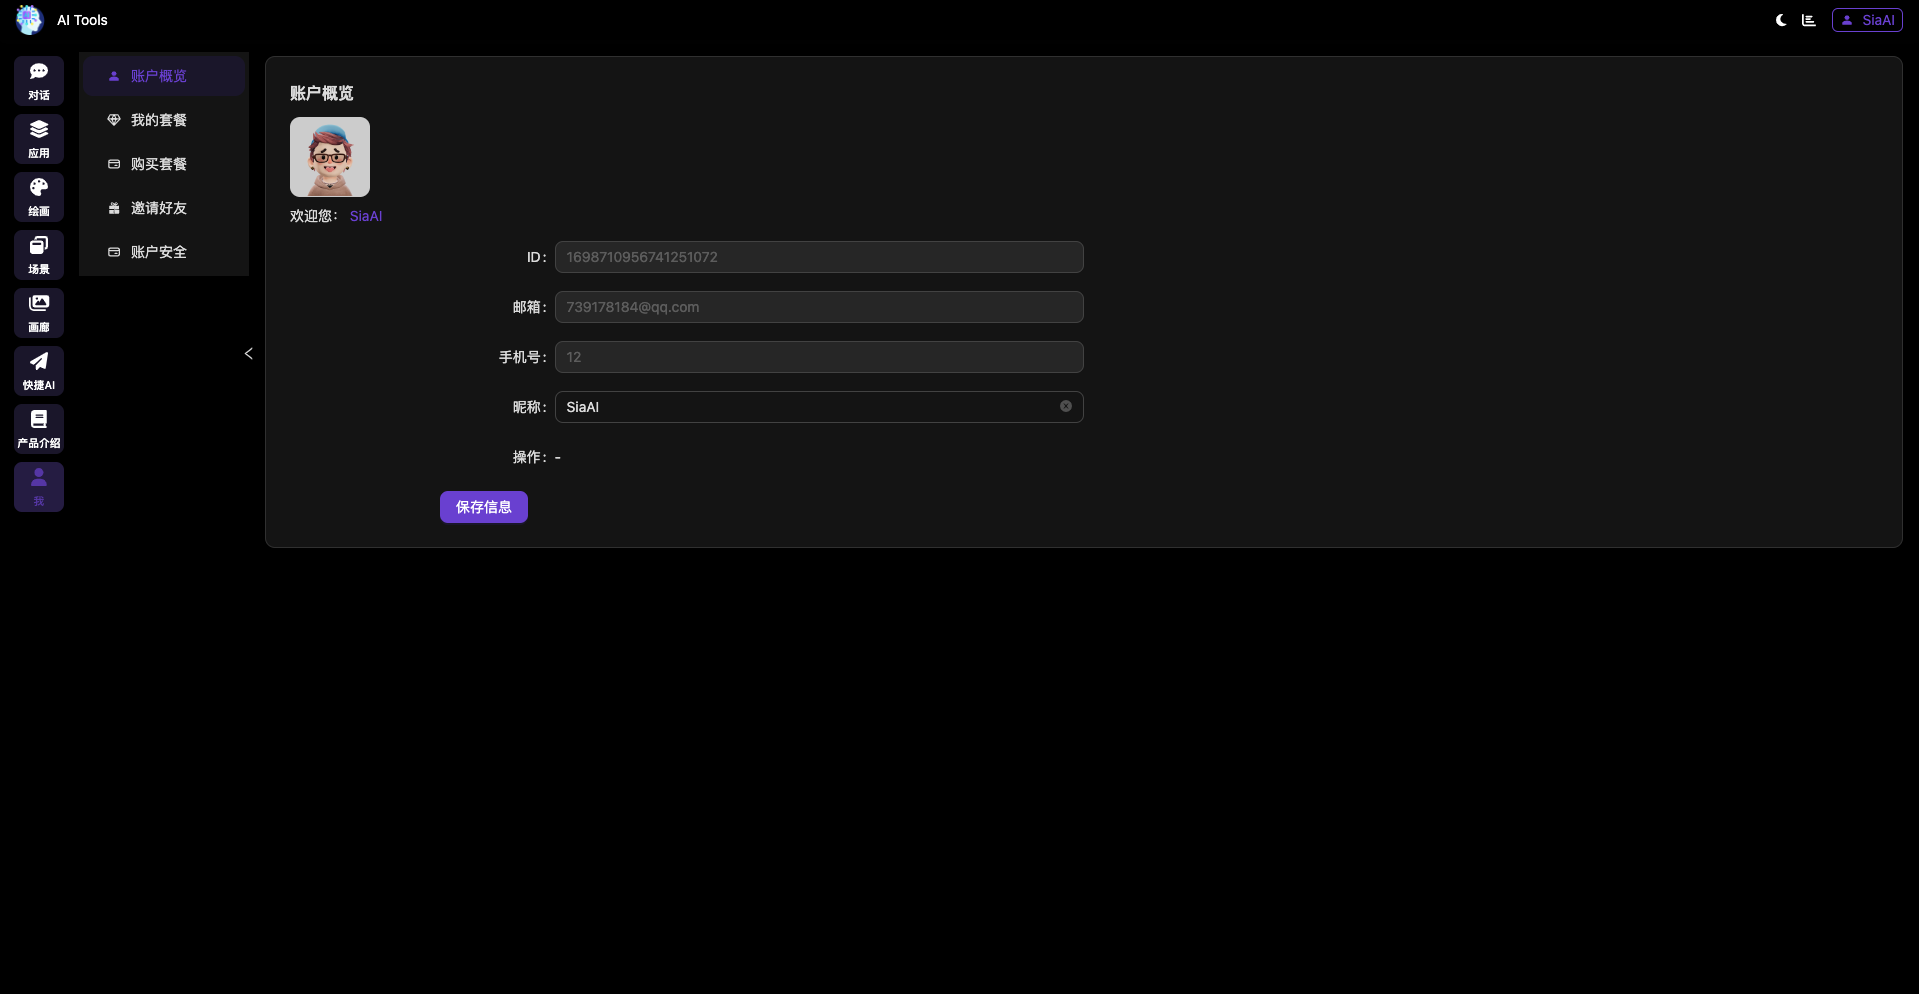 AI Tools
SiaAI
对话
应用
绘画
场景
画廊
快捷AI
产品介绍
我
账户概览
我的套餐
购买套餐
邀请好友
账户安全
账户概览
欢迎您： SiaAI
ID： 1698710956741251072
邮箱： 739178184@qq.com
手机号： 12
昵称： SiaAI
操作： -
保存信息